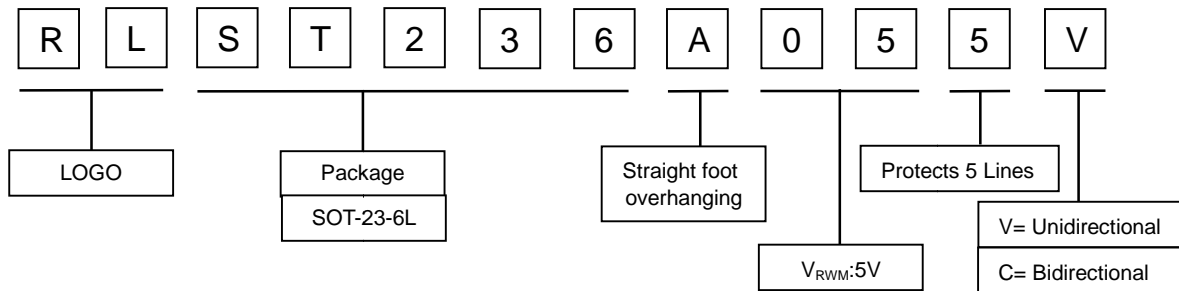 R L S T 2 3 6 A 0 5 5 V
LOGO
Package
SOT-23-6L
Straight foot
overhanging
V_RWM:5V
Protects 5 Lines
V= Unidirectional
C= Bidirectional